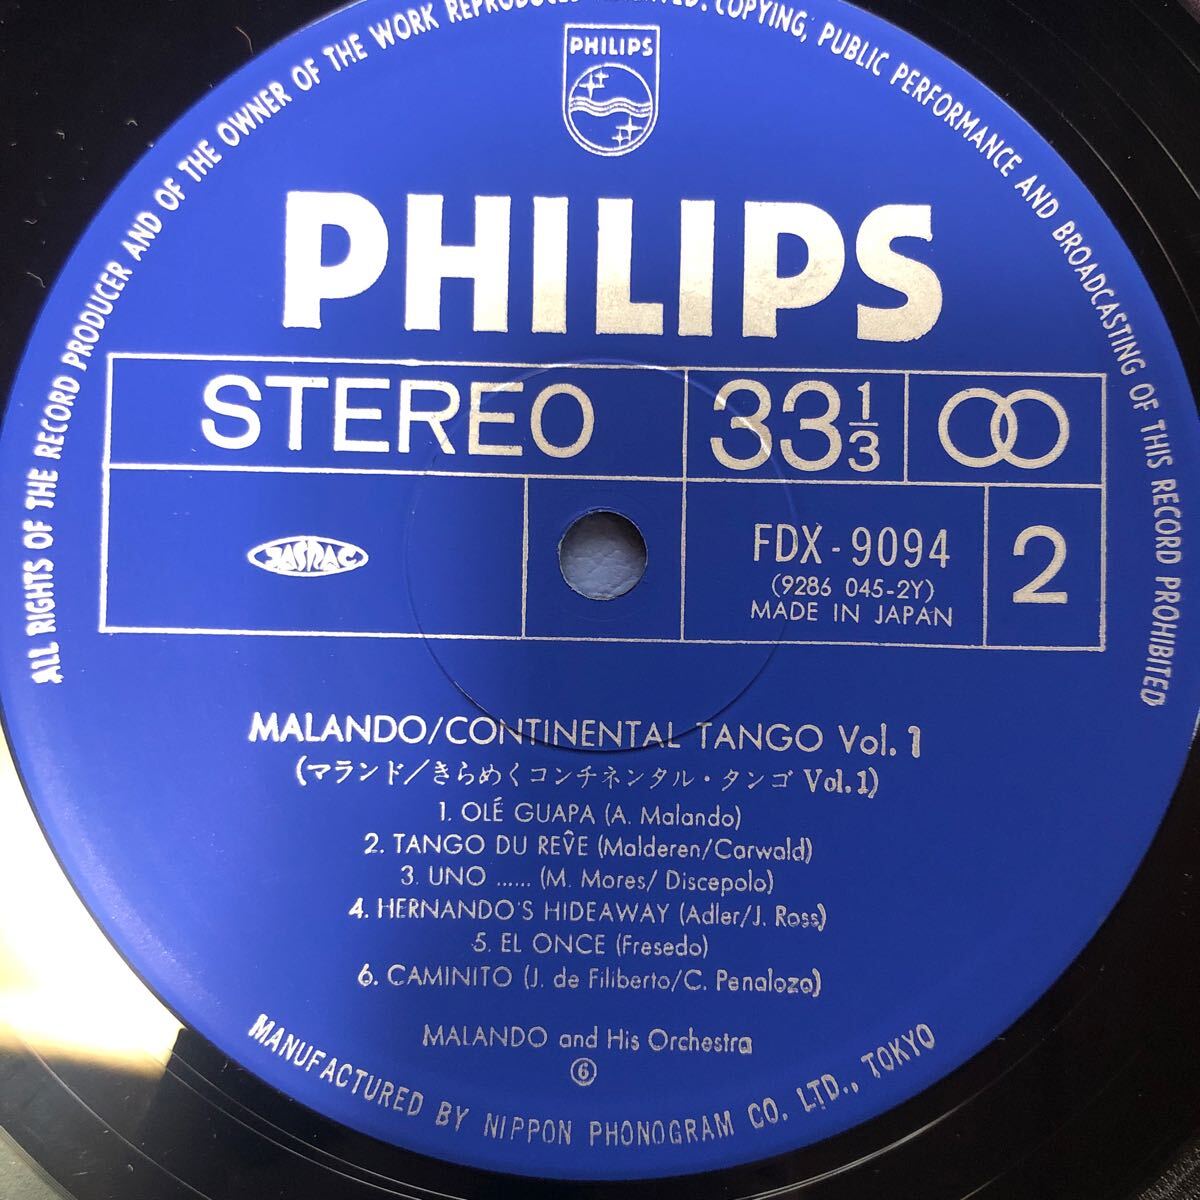 ALL RIGHTS OF THE RECORD PRODUCER AND OF THE OWNER OF THE WORK REPRODUCED RESERVED. COPYING, PUBLIC PERFORMANCE AND BROADCASTING OF THIS RECORD PROHIBITED
PHILIPS
PHILIPS
STEREO 33 1/3
JASRAC
FDX-9094
(9286 045-2Y)
MADE IN JAPAN
2
MALANDO/CONTINENTAL TANGO Vol. 1
(マランド/きらめくコンチネンタル・タンゴ Vol.1)
1. OLÉ GUAPA (A. Malando)
2. TANGO DU REVÊ (Malderen/Carwald)
3. UNO ...... (M. Mores/ Discepolo)
4. HERNANDO'S HIDEAWAY (Adler/J. Ross)
5. EL ONCE (Fresedo)
6. CAMINITO (J. de Filiberto/C. Penaloza)
MALANDO and His Orchestra
⑥
MANUFACTURED BY NIPPON PHONOGRAM CO. LTD., TOKYO